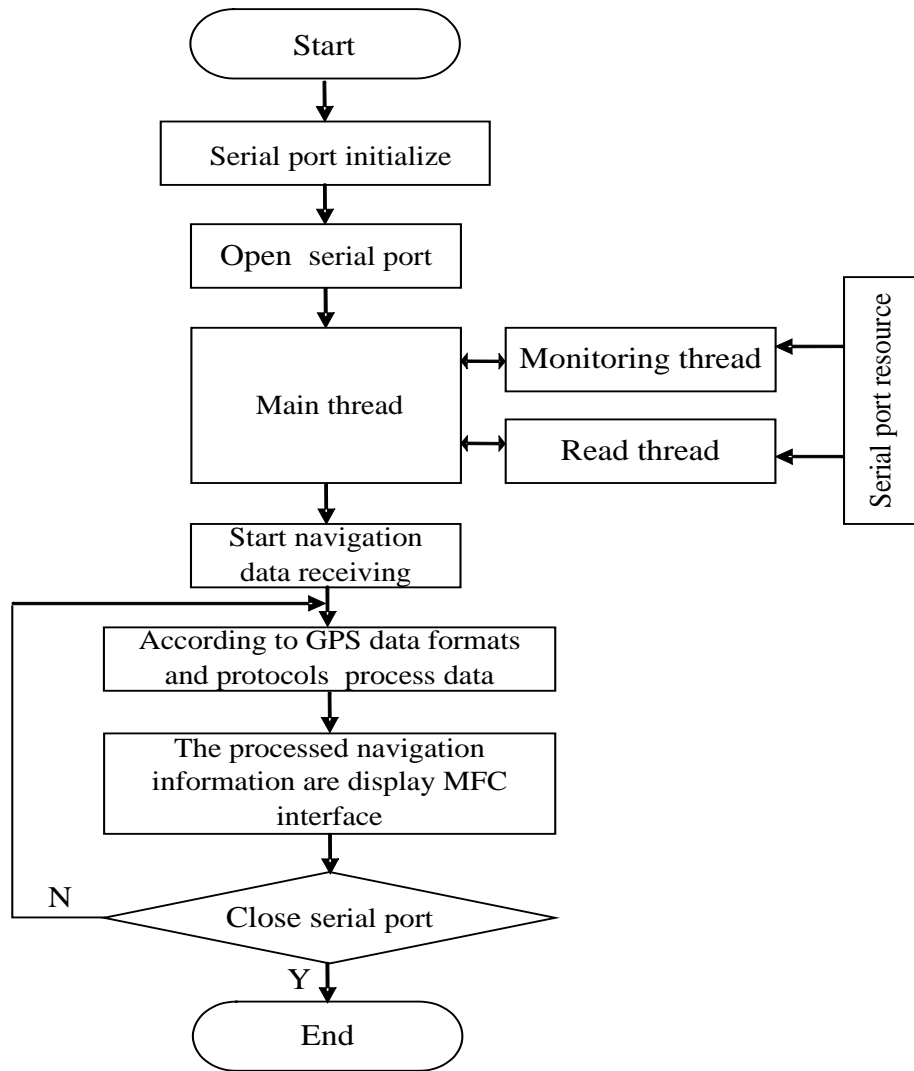 Start
Serial port initialize
Open serial port
Main thread
Monitoring thread
Read thread
Serial port resource
Start navigation
data receiving
According to GPS data formats
and protocols process data
The processed navigation
information are display MFC
interface
N
Close serial port
Y
End